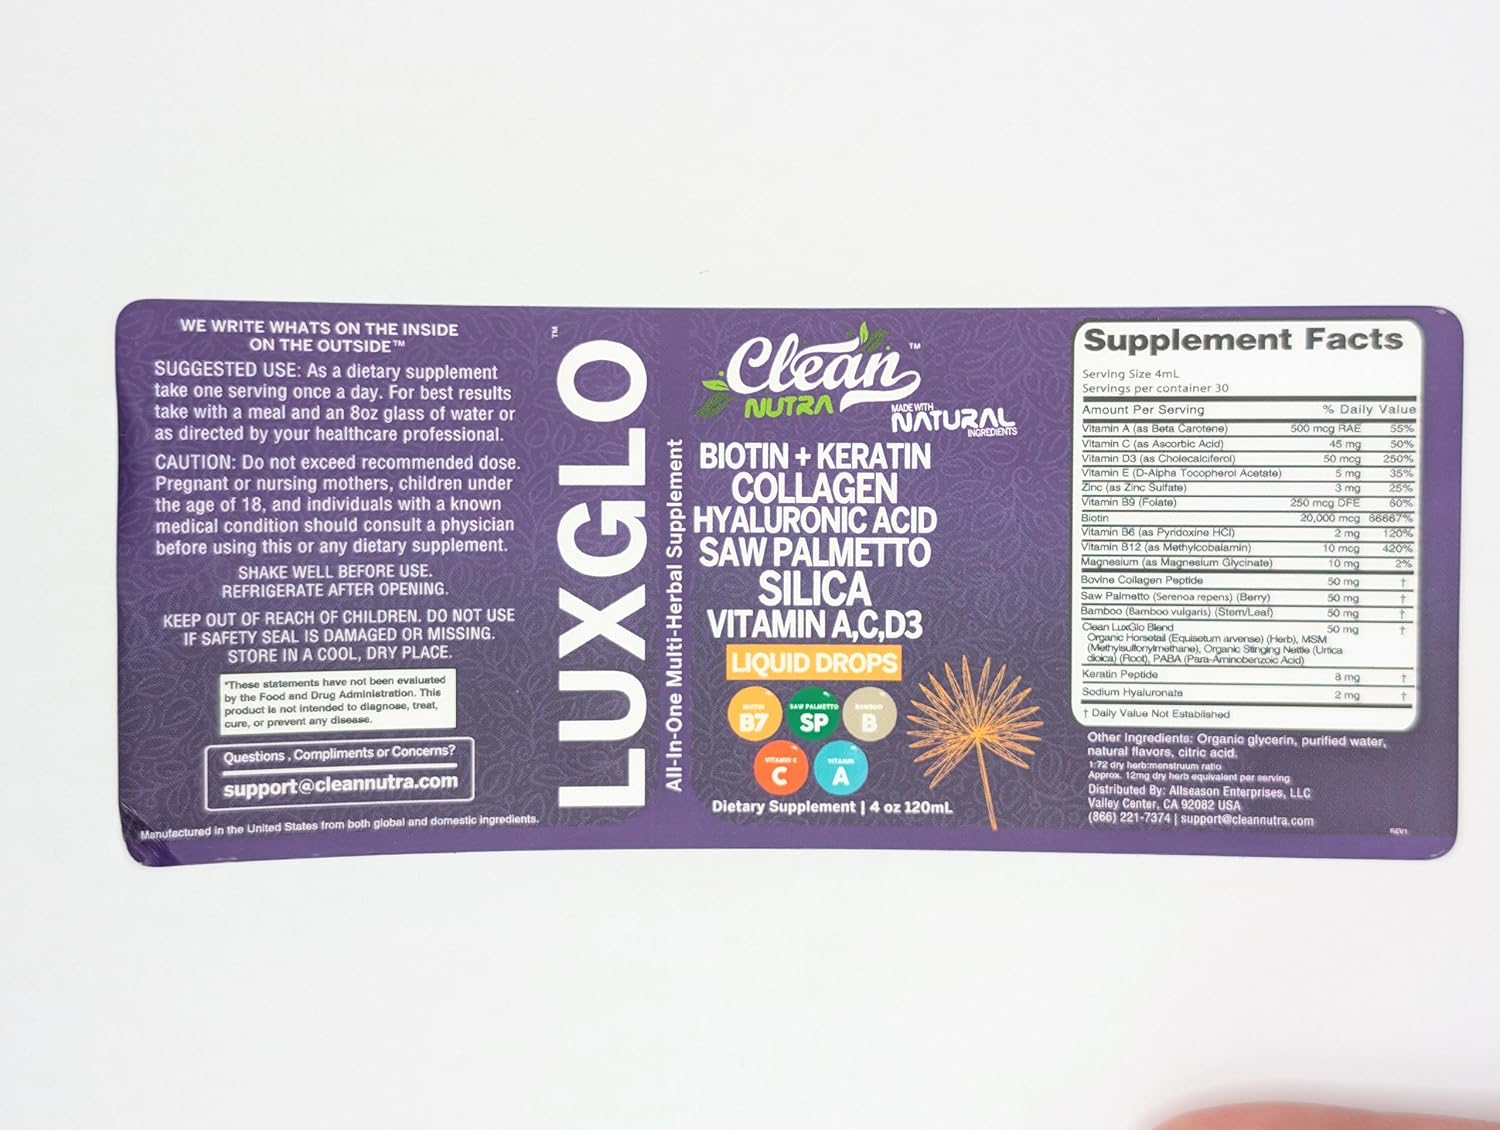 WE WRITE WHATS ON THE INSIDE
ON THE OUTSIDE™
SUGGESTED USE: As a dietary supplement
take one serving once a day. For best results
take with a meal and an 8oz glass of water or
as directed by your healthcare professional.
CAUTION: Do not exceed recommended dose.
Pregnant or nursing mothers, children under
the age of 18, and individuals with a known
medical condition should consult a physician
before using this or any dietary supplement.
SHAKE WELL BEFORE USE.
REFRIGERATE AFTER OPENING.
KEEP OUT OF REACH OF CHILDREN. DO NOT USE
IF SAFETY SEAL IS DAMAGED OR MISSING.
STORE IN A COOL, DRY PLACE.
*These statements have not been evaluated
by the Food and Drug Administration. This
product is not intended to diagnose, treat,
cure, or prevent any disease.
Questions , Compliments or Concerns?
support@cleannutra.com
Manufactured in the United States from both global and domestic ingredients.
LUXGLO™
All-In-One Multi-Herbal Supplement
Clean™
NUTRA
MADE WITH
NATURAL
INGREDIENTS
BIOTIN + KERATIN
COLLAGEN
HYALURONIC ACID
SAW PALMETTO
SILICA
VITAMIN A,C,D3
LIQUID DROPS
BIOTIN
B7
SAW PALMETTO
SP
BAMBOO
B
VITAMIN C
C
VITAMIN
A
Dietary Supplement | 4 oz 120mL
Supplement Facts
Serving Size 4mL
Servings per container 30
Amount Per Serving % Daily Value
Vitamin A (as Beta Carotene) 500 mcg RAE 55%
Vitamin C (as Ascorbic Acid) 45 mg 50%
Vitamin D3 (as Cholecalciferol) 50 mcg 250%
Vitamin E (D-Alpha Tocopherol Acetate) 5 mg 35%
Zinc (as Zinc Sulfate) 3 mg 25%
Vitamin B9 (Folate) 250 mcg DFE 60%
Biotin 20,000 mcg 66667%
Vitamin B6 (as Pyridoxine HCl) 2 mg 120%
Vitamin B12 (as Methylcobalamin) 10 mcg 420%
Magnesium (as Magnesium Glycinate) 10 mg 2%
Bovine Collagen Peptide 50 mg †
Saw Palmetto (Serenoa repens) (Berry) 50 mg †
Bamboo (Bambusa vulgaris) (Stem/Leaf) 50 mg †
Clean LuxGlo Blend 50 mg †
Organic Horsetail (Equisetum arvense) (Herb), MSM
(Methylsulfonylmethane), Organic Stinging Nettle (Urtica
dioica) (Root), PABA (Para-Aminobenzoic Acid)
Keratin Peptide 8 mg †
Sodium Hyaluronate 2 mg †
† Daily Value Not Established
Other Ingredients: Organic glycerin, purified water,
natural flavors, citric acid.
1:72 dry herb:menstruum ratio
Approx. 12mg dry herb equivalent per serving
Distributed By: Allseason Enterprises, LLC
Valley Center, CA 92082 USA
(866) 221-7374 | support@cleannutra.com
REV1